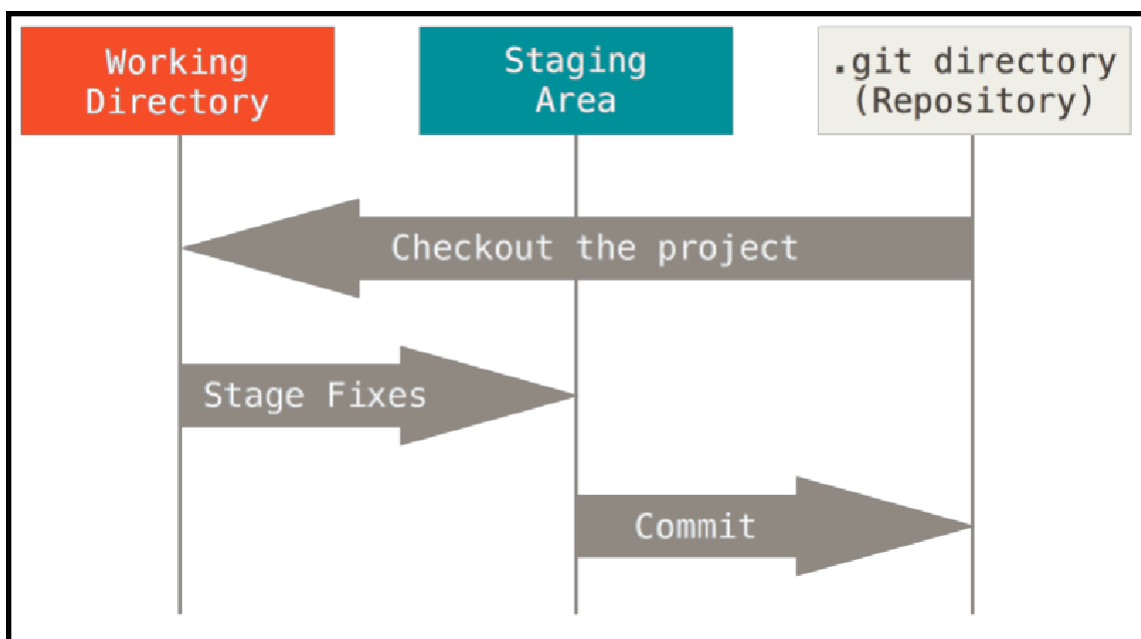 Working
Directory
Staging
Area
.git directory
(Repository)
Checkout the project
Stage Fixes
Commit